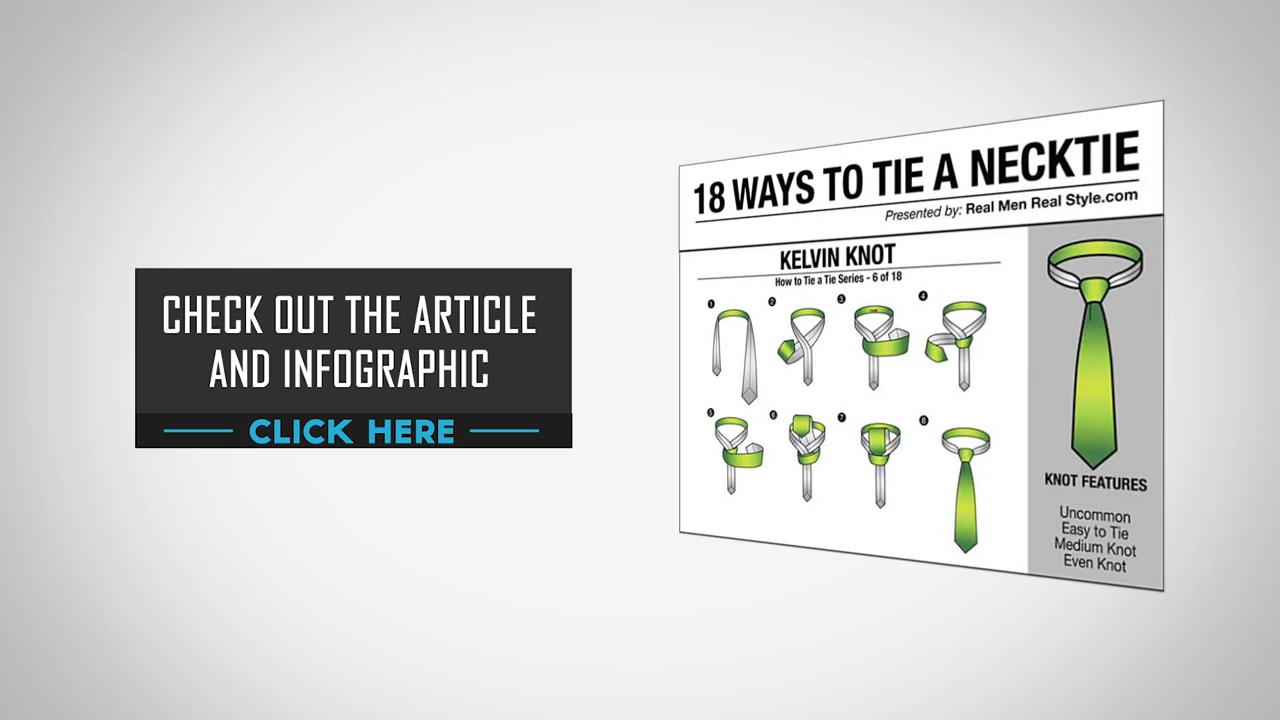 CHECK OUT THE ARTICLE
AND INFOGRAPHIC
CLICK HERE
18 WAYS TO TIE A NECKTIE
Presented by: Real Men Real Style.com
KELVIN KNOT
How to Tie a Tie Series - 6 of 18
1 2 3 4
5 6 7 8
KNOT FEATURES
Uncommon
Easy to Tie
Medium Knot
Even Knot